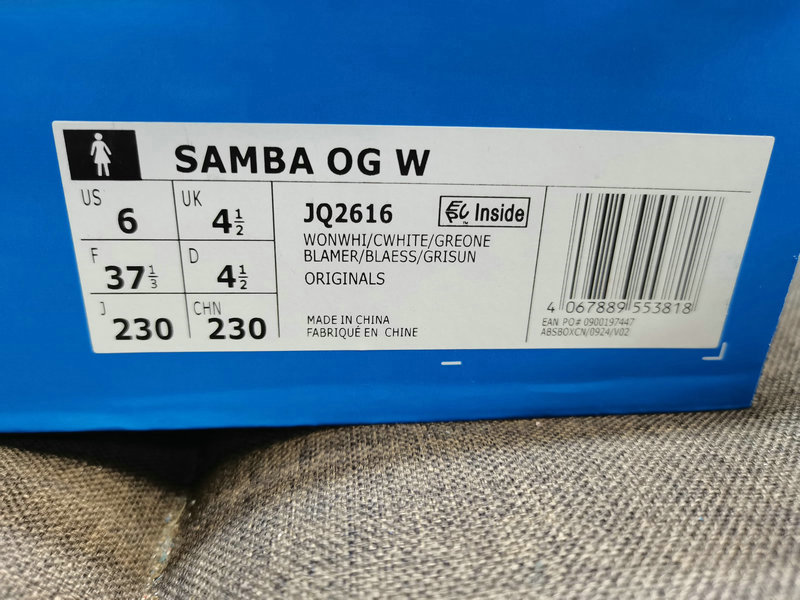 SAMBA OG W
US 6 UK 4½
F 37⅓ D 4½
J 230 CHN 230
JQ2616
Inside
WONWHI/CWHITE/GREONE
BLAMER/BLAESS/GRISUN
ORIGINALS
MADE IN CHINA
FABRIQUÉ EN CHINE
4 067889 553818
EAN PO# 0900197447
ABSBOXCN/0924/V02